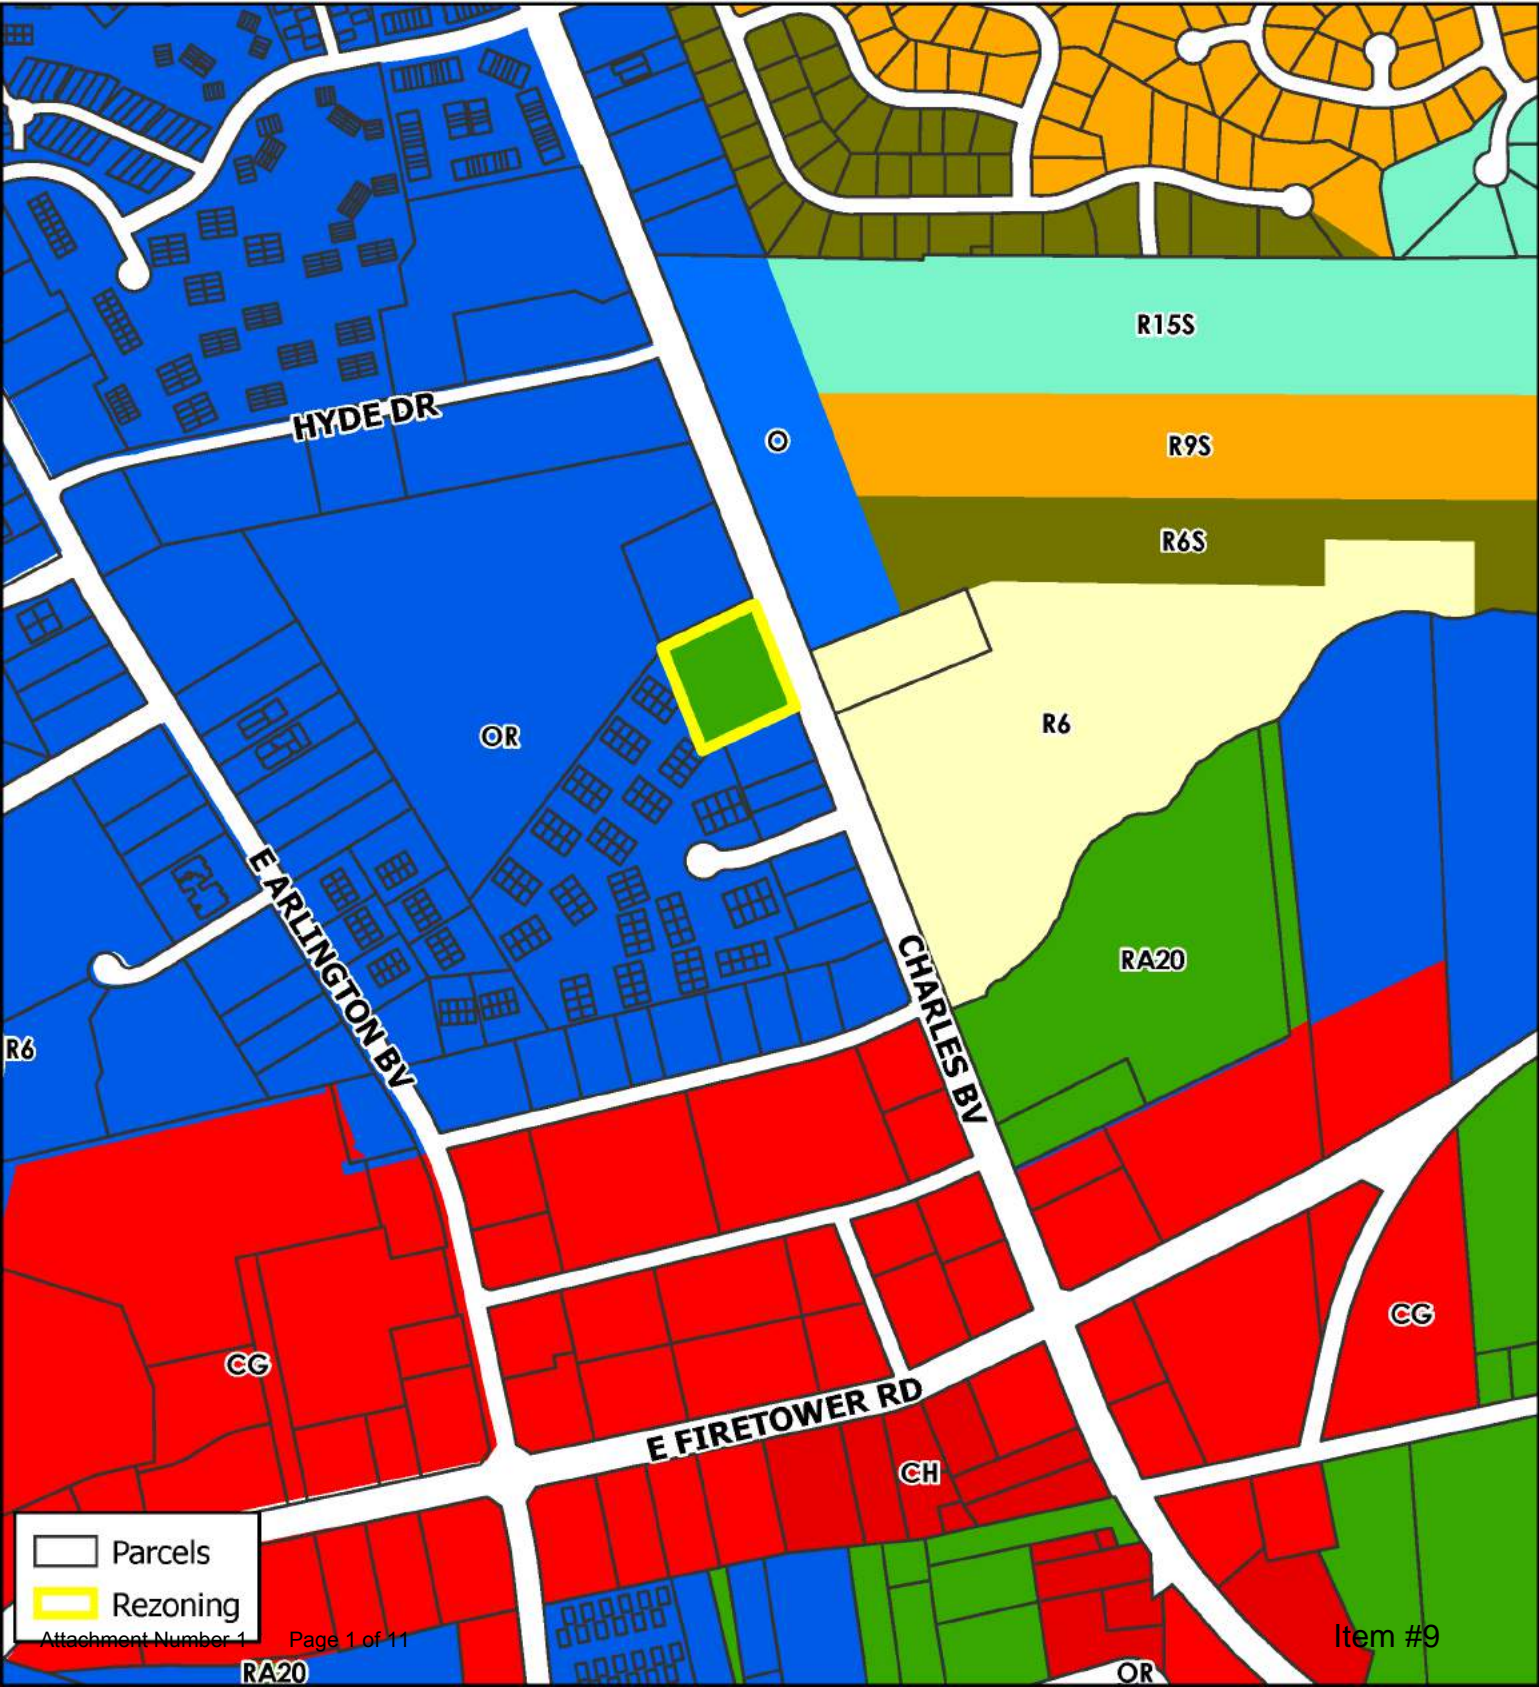 R15S
HYDE DR
O
R9S
R6S
OR
R6
E ARLINGTON BV
CHARLES BV
RA20
R6
CG
CG
E FIRETOWER RD
CH
Parcels
Rezoning
Attachment Number 1 Page 1 of 11
Item #9
RA20
OR